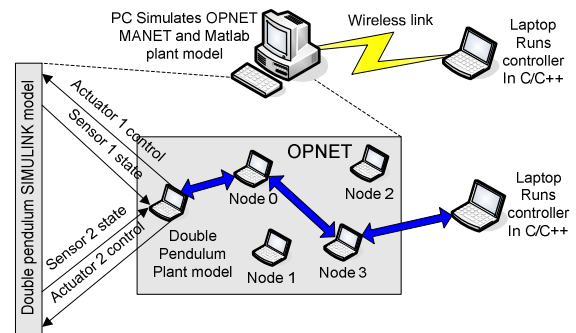 PC Simulates OPNET
MANET and Matlab
plant model
Wireless link
Laptop
Runs
controller
In C/C++
Double pendulum SIMULINK model
Actuator 1 control
Sensor 1 state
Sensor 2 state
Actuator 2 control
OPNET
Node 0
Node 2
Double
Pendulum
Plant model
Node 1
Node 3
Laptop
Runs
controller
In C/C++